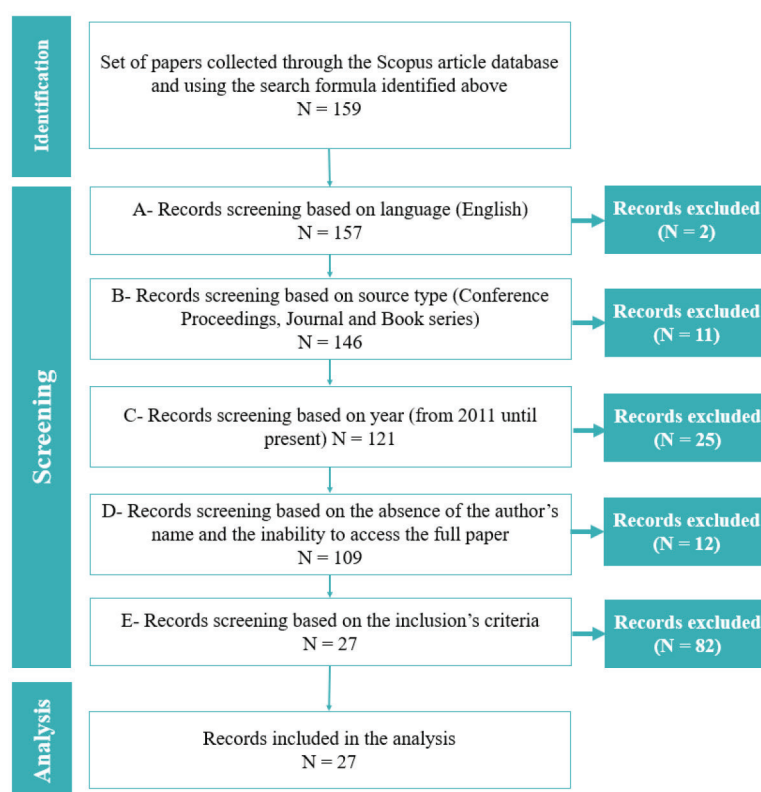 Identification
Set of papers collected through the Scopus article database
and using the search formula identified above
N = 159
Screening
A- Records screening based on language (English)
N = 157
Records excluded
(N = 2)
B- Records screening based on source type (Conference
Proceedings, Journal and Book series)
N = 146
Records excluded
(N = 11)
C- Records screening based on year (from 2011 until
present) N = 121
Records excluded
(N = 25)
D- Records screening based on the absence of the author's
name and the inability to access the full paper
N = 109
Records excluded
(N = 12)
E- Records screening based on the inclusion's criteria
N = 27
Records excluded
(N = 82)
Analysis
Records included in the analysis
N = 27